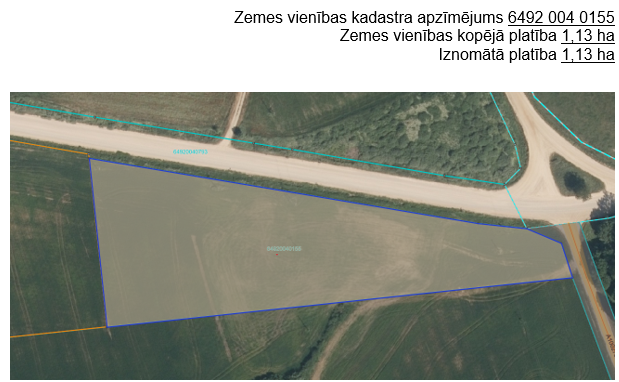 Zemes vienības kadastra apzīmējums 6492 004 0155
Zemes vienības kopējā platība 1,13 ha
Iznomātā platība 1,13 ha